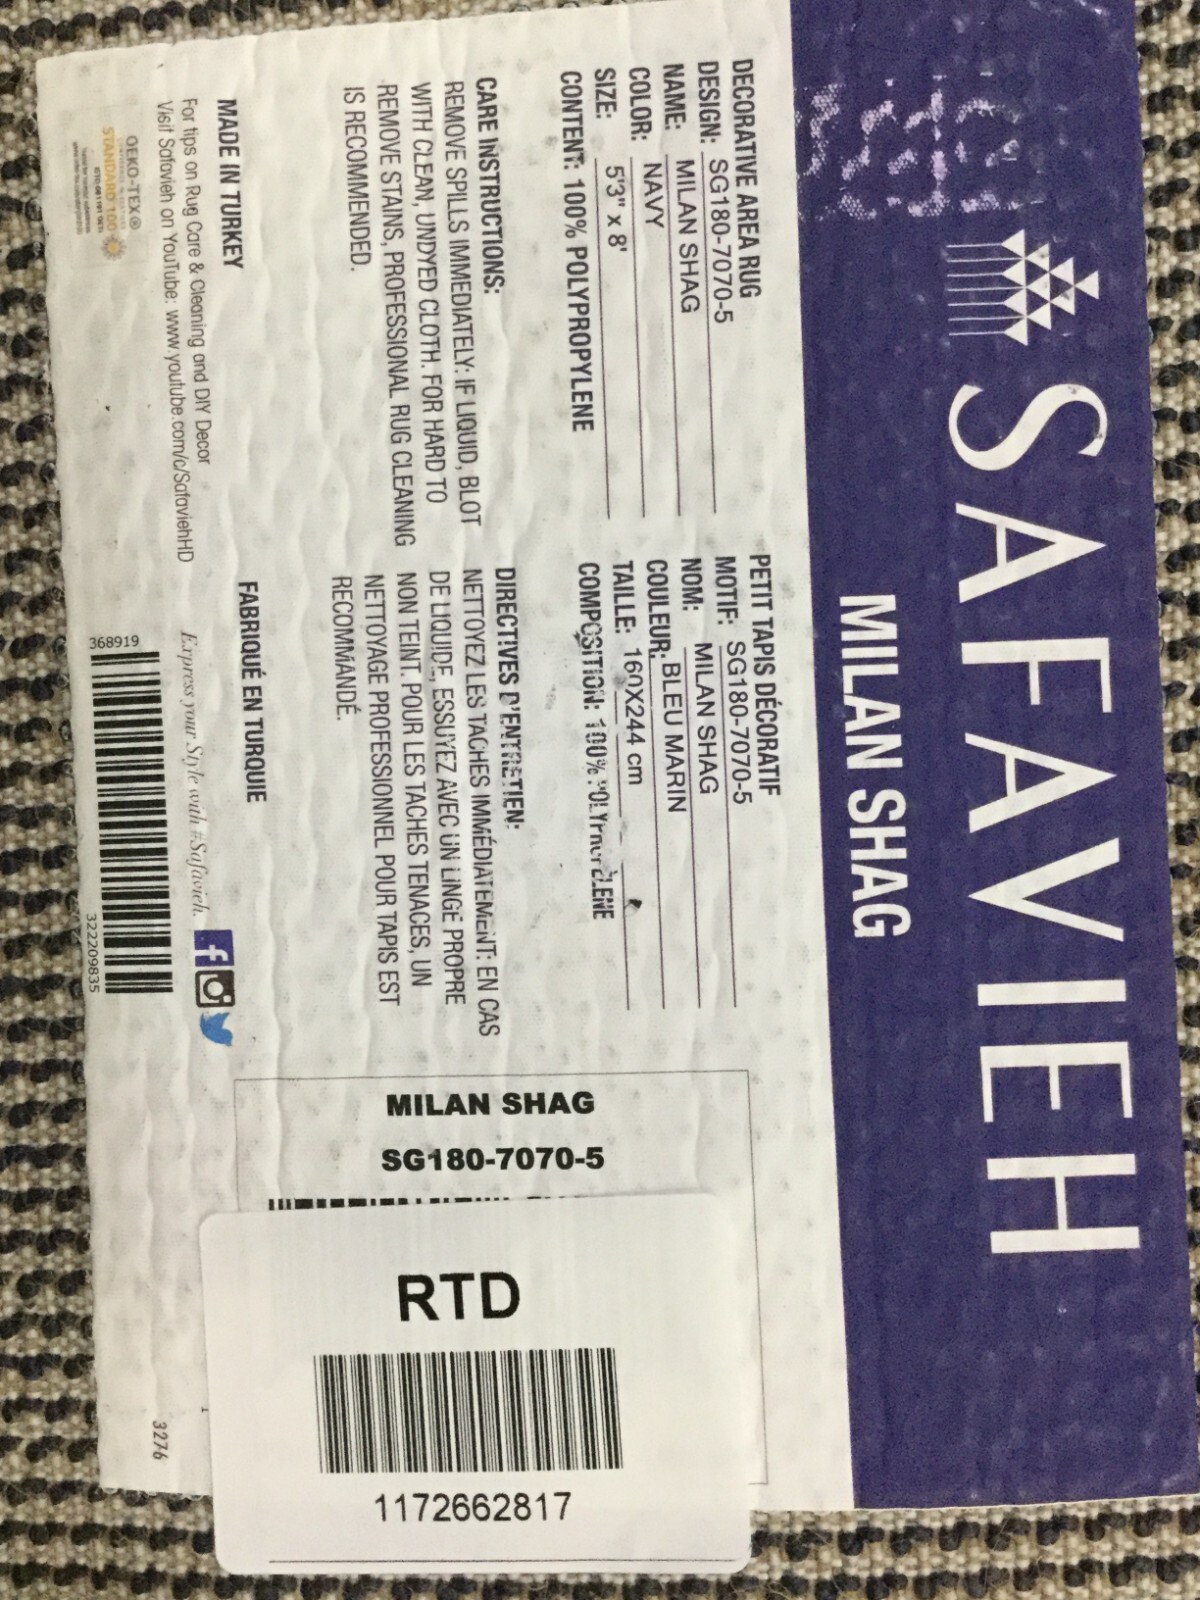 SAFAVIEH
MILAN SHAG
DECORATIVE AREA RUG
DESIGN: SG180-7070-5
NAME: MILAN SHAG
COLOR: NAVY
SIZE: 5'3" x 8'
CONTENT: 100% POLYPROPYLENE
CARE INSTRUCTIONS:
REMOVE SPILLS IMMEDIATELY: IF LIQUID, BLOT
WITH CLEAN, UNDYED CLOTH. FOR HARD TO
REMOVE STAINS, PROFESSIONAL RUG CLEANING
IS RECOMMENDED.
MADE IN TURKEY
For tips on Rug Care & Cleaning and DIY Decor
Visit Safavieh on YouTube: www.youtube.com/c/SafaviehHD
OEKO-TEX®
STANDARD 100
PETIT TAPIS DÉCORATIF
MOTIF: SG180-7070-5
NOM: MILAN SHAG
COULEUR: BLEU MARIN
TAILLE: 160X244 cm
COMPOSITION: 100% POLYPROPÈLENE
DIRECTIVES D'ENTRETIEN:
NETTOYEZ LES TACHES IMMÉDIATEMENT: EN CAS
DE LIQUIDE, ESSUYEZ AVEC UN LINGE PROPRE
NON TEINT. POUR LES TACHES TENACES, UN
NETTOYAGE PROFESSIONNEL POUR TAPIS EST
RECOMMANDÉ.
FABRIQUÉ EN TURQUIE
Express your Style with #Safavieh.
368919
322209835
MILAN SHAG
SG180-7070-5
RTD
1172662817
3276